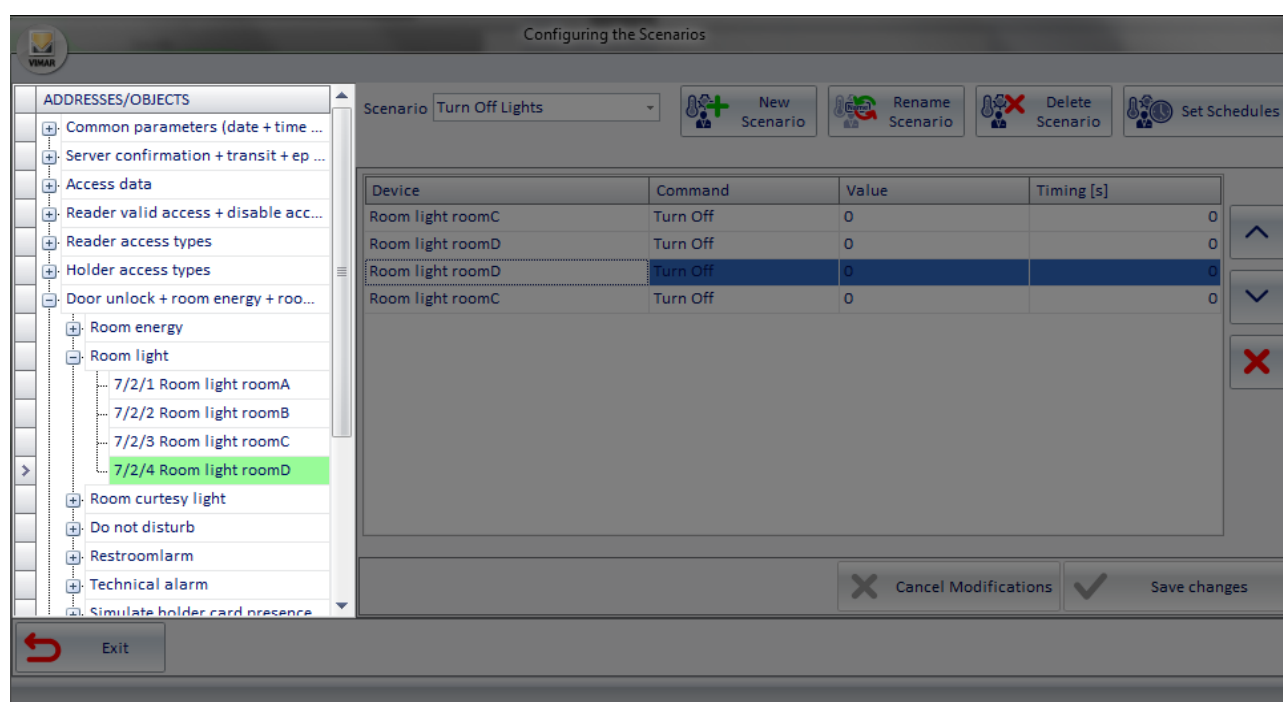 Configuring the Scenarios
VIMAR
ADDRESSES/OBJECTS
Common parameters (date + time ...
Server confirmation + transit + ep ...
Access data
Reader valid access + disable acc...
Reader access types
Holder access types
Door unlock + room energy + roo...
Room energy
Room light
7/2/1 Room light roomA
7/2/2 Room light roomB
7/2/3 Room light roomC
7/2/4 Room light roomD
Room curtesy light
Do not disturb
Restroomlarm
Technical alarm
Simulate holder card presence
Scenario Turn Off Lights
New Scenario
Rename Scenario
Delete Scenario
Set Schedules
Device Command Value Timing [s]
Room light roomC Turn Off 0 0
Room light roomD Turn Off 0 0
Room light roomD Turn Off 0 0
Room light roomC Turn Off 0 0
Cancel Modifications Save changes
Exit